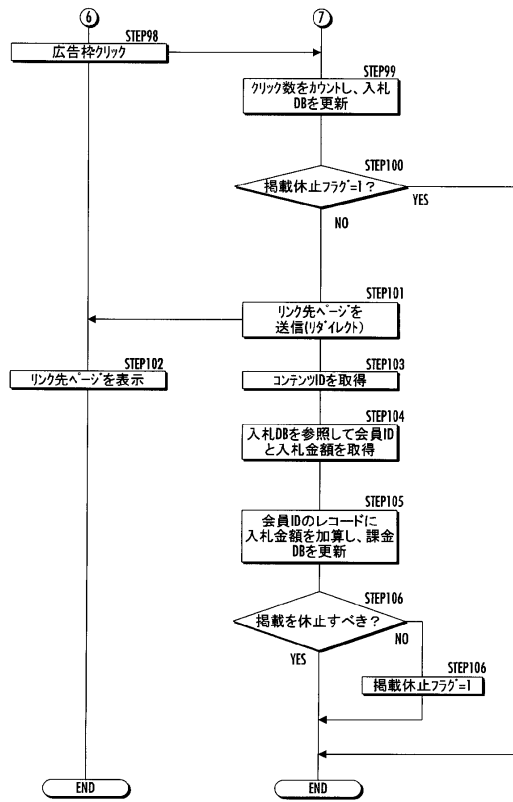 ⑥
⑦
STEP98
広告枠クリック
STEP99
クリック数をカウントし、入札
DBを更新
STEP100
掲載休止フラグ=1?
YES
NO
STEP101
リンク先ページを
送信(リダイレクト)
STEP102
リンク先ページを表示
STEP103
コンテンツIDを取得
STEP104
入札DBを参照して会員ID
と入札金額を取得
STEP105
会員IDのレコードに
入札金額を加算し、課金
DBを更新
STEP106
掲載を休止すべき?
NO
YES
STEP106
掲載休止フラグ=1
END
END